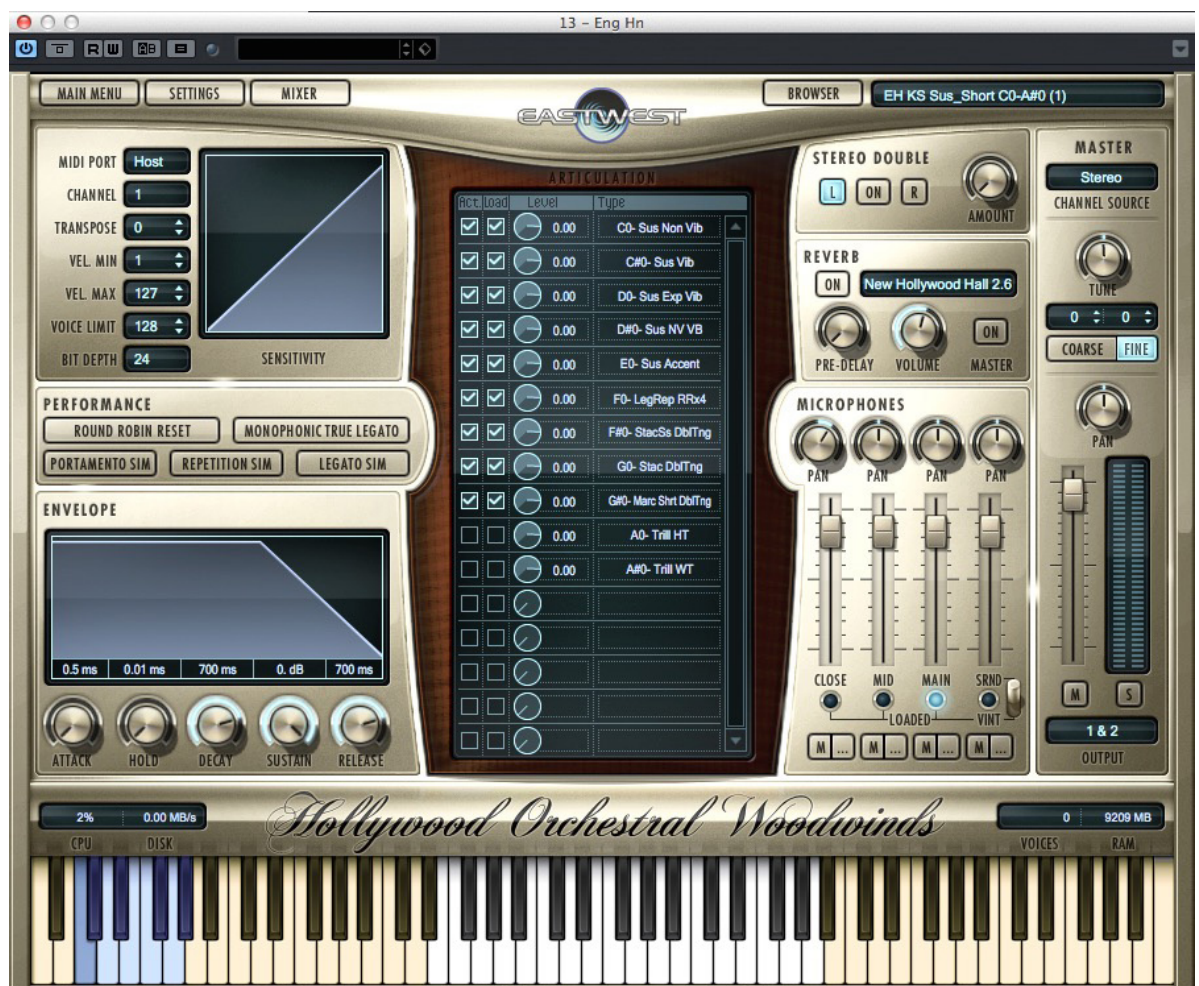 13 – Eng Hn
R W AB
MAIN MENU SETTINGS MIXER
EASTWEST
BROWSER EH KS Sus_Short C0-A#0 (1)
MIDI PORT Host
CHANNEL 1
TRANSPOSE 0
VEL. MIN 1
VEL. MAX 127
VOICE LIMIT 128
BIT DEPTH 24
SENSITIVITY
PERFORMANCE
ROUND ROBIN RESET MONOPHONIC TRUE LEGATO
PORTAMENTO SIM REPETITION SIM LEGATO SIM
ENVELOPE
0.5 ms 0.01 ms 700 ms 0. dB 700 ms
ATTACK HOLD DECAY SUSTAIN RELEASE
ARTICULATION
Act. Load Level Type
0.00 C0- Sus Non Vib
0.00 C#0- Sus Vib
0.00 D0- Sus Exp Vib
0.00 D#0- Sus NV VB
0.00 E0- Sus Accent
0.00 F0- LegRep RRx4
0.00 F#0- StacSs DblTng
0.00 G0- Stac DblTng
0.00 G#0- Marc Shrt DblTng
0.00 A0- Trill HT
0.00 A#0- Trill WT
STEREO DOUBLE
L ON R
AMOUNT
REVERB
ON New Hollywood Hall 2.6
ON
PRE-DELAY VOLUME MASTER
MICROPHONES
PAN PAN PAN PAN
CLOSE MID MAIN SRND
LOADED VINT
M ... M ... M ... M ...
MASTER
Stereo
CHANNEL SOURCE
TUNE
0 0
COARSE FINE
PAN
M S
1 & 2
OUTPUT
2% 0.00 MB/s
CPU DISK
Hollywood Orchestral Woodwinds
0 9209 MB
VOICES RAM